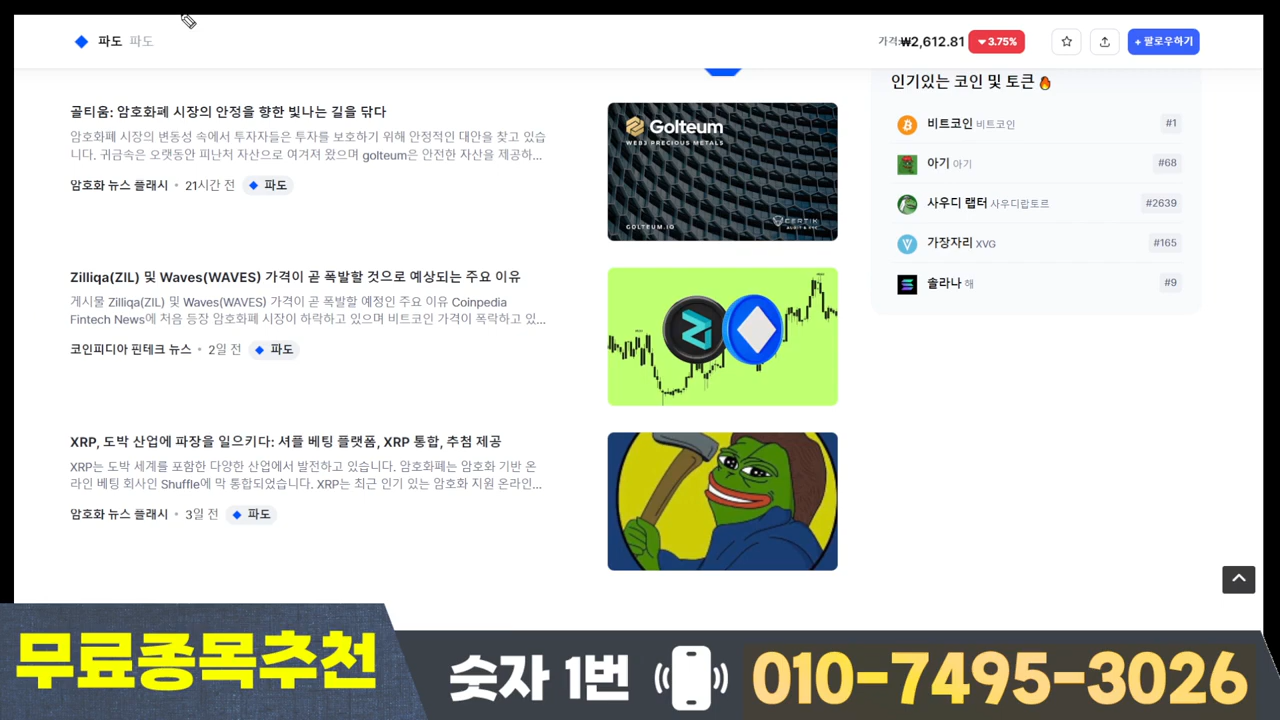 파도 파도
가격:₩2,612.81 ▼3.75%
+ 팔로우하기
골티움: 암호화폐 시장의 안정을 향한 빛나는 길을 닦다
암호화폐 시장의 변동성 속에서 투자자들은 투자를 보호하기 위해 안정적인 대안을 찾고 있습
니다. 귀금속은 오랫동안 피난처 자산으로 여겨져 왔으며 golteum은 안전한 자산을 제공하...
암호화 뉴스 플래시 • 21시간 전 파도
Golteum
WEB3 PRECIOUS METALS
GOLTEUM.IO
CERTIK
AUDIT & KYC
Zilliqa(ZIL) 및 Waves(WAVES) 가격이 곧 폭발할 것으로 예상되는 주요 이유
게시물 Zilliqa(ZIL) 및 Waves(WAVES) 가격이 곧 폭발할 예정인 주요 이유 Coinpedia
Fintech News에 처음 등장 암호화폐 시장이 하락하고 있으며 비트코인 가격이 폭락하고 있...
코인피디아 핀테크 뉴스 • 2일 전 파도
XRP, 도박 산업에 파장을 일으키다: 셔플 베팅 플랫폼, XRP 통합, 추첨 제공
XRP는 도박 세계를 포함한 다양한 산업에서 발전하고 있습니다. 암호화폐는 암호화 기반 온
라인 베팅 회사인 Shuffle에 막 통합되었습니다. XRP는 최근 인기 있는 암호화 지원 온라인...
암호화 뉴스 플래시 • 3일 전 파도
인기있는 코인 및 토큰
비트코인 비트코인 #1
아기 아기 #68
사우디 랩터 사우디랍토르 #2639
가장자리 XVG #165
솔라나 해 #9
무료종목추천
숫자 1번 010-7495-3026